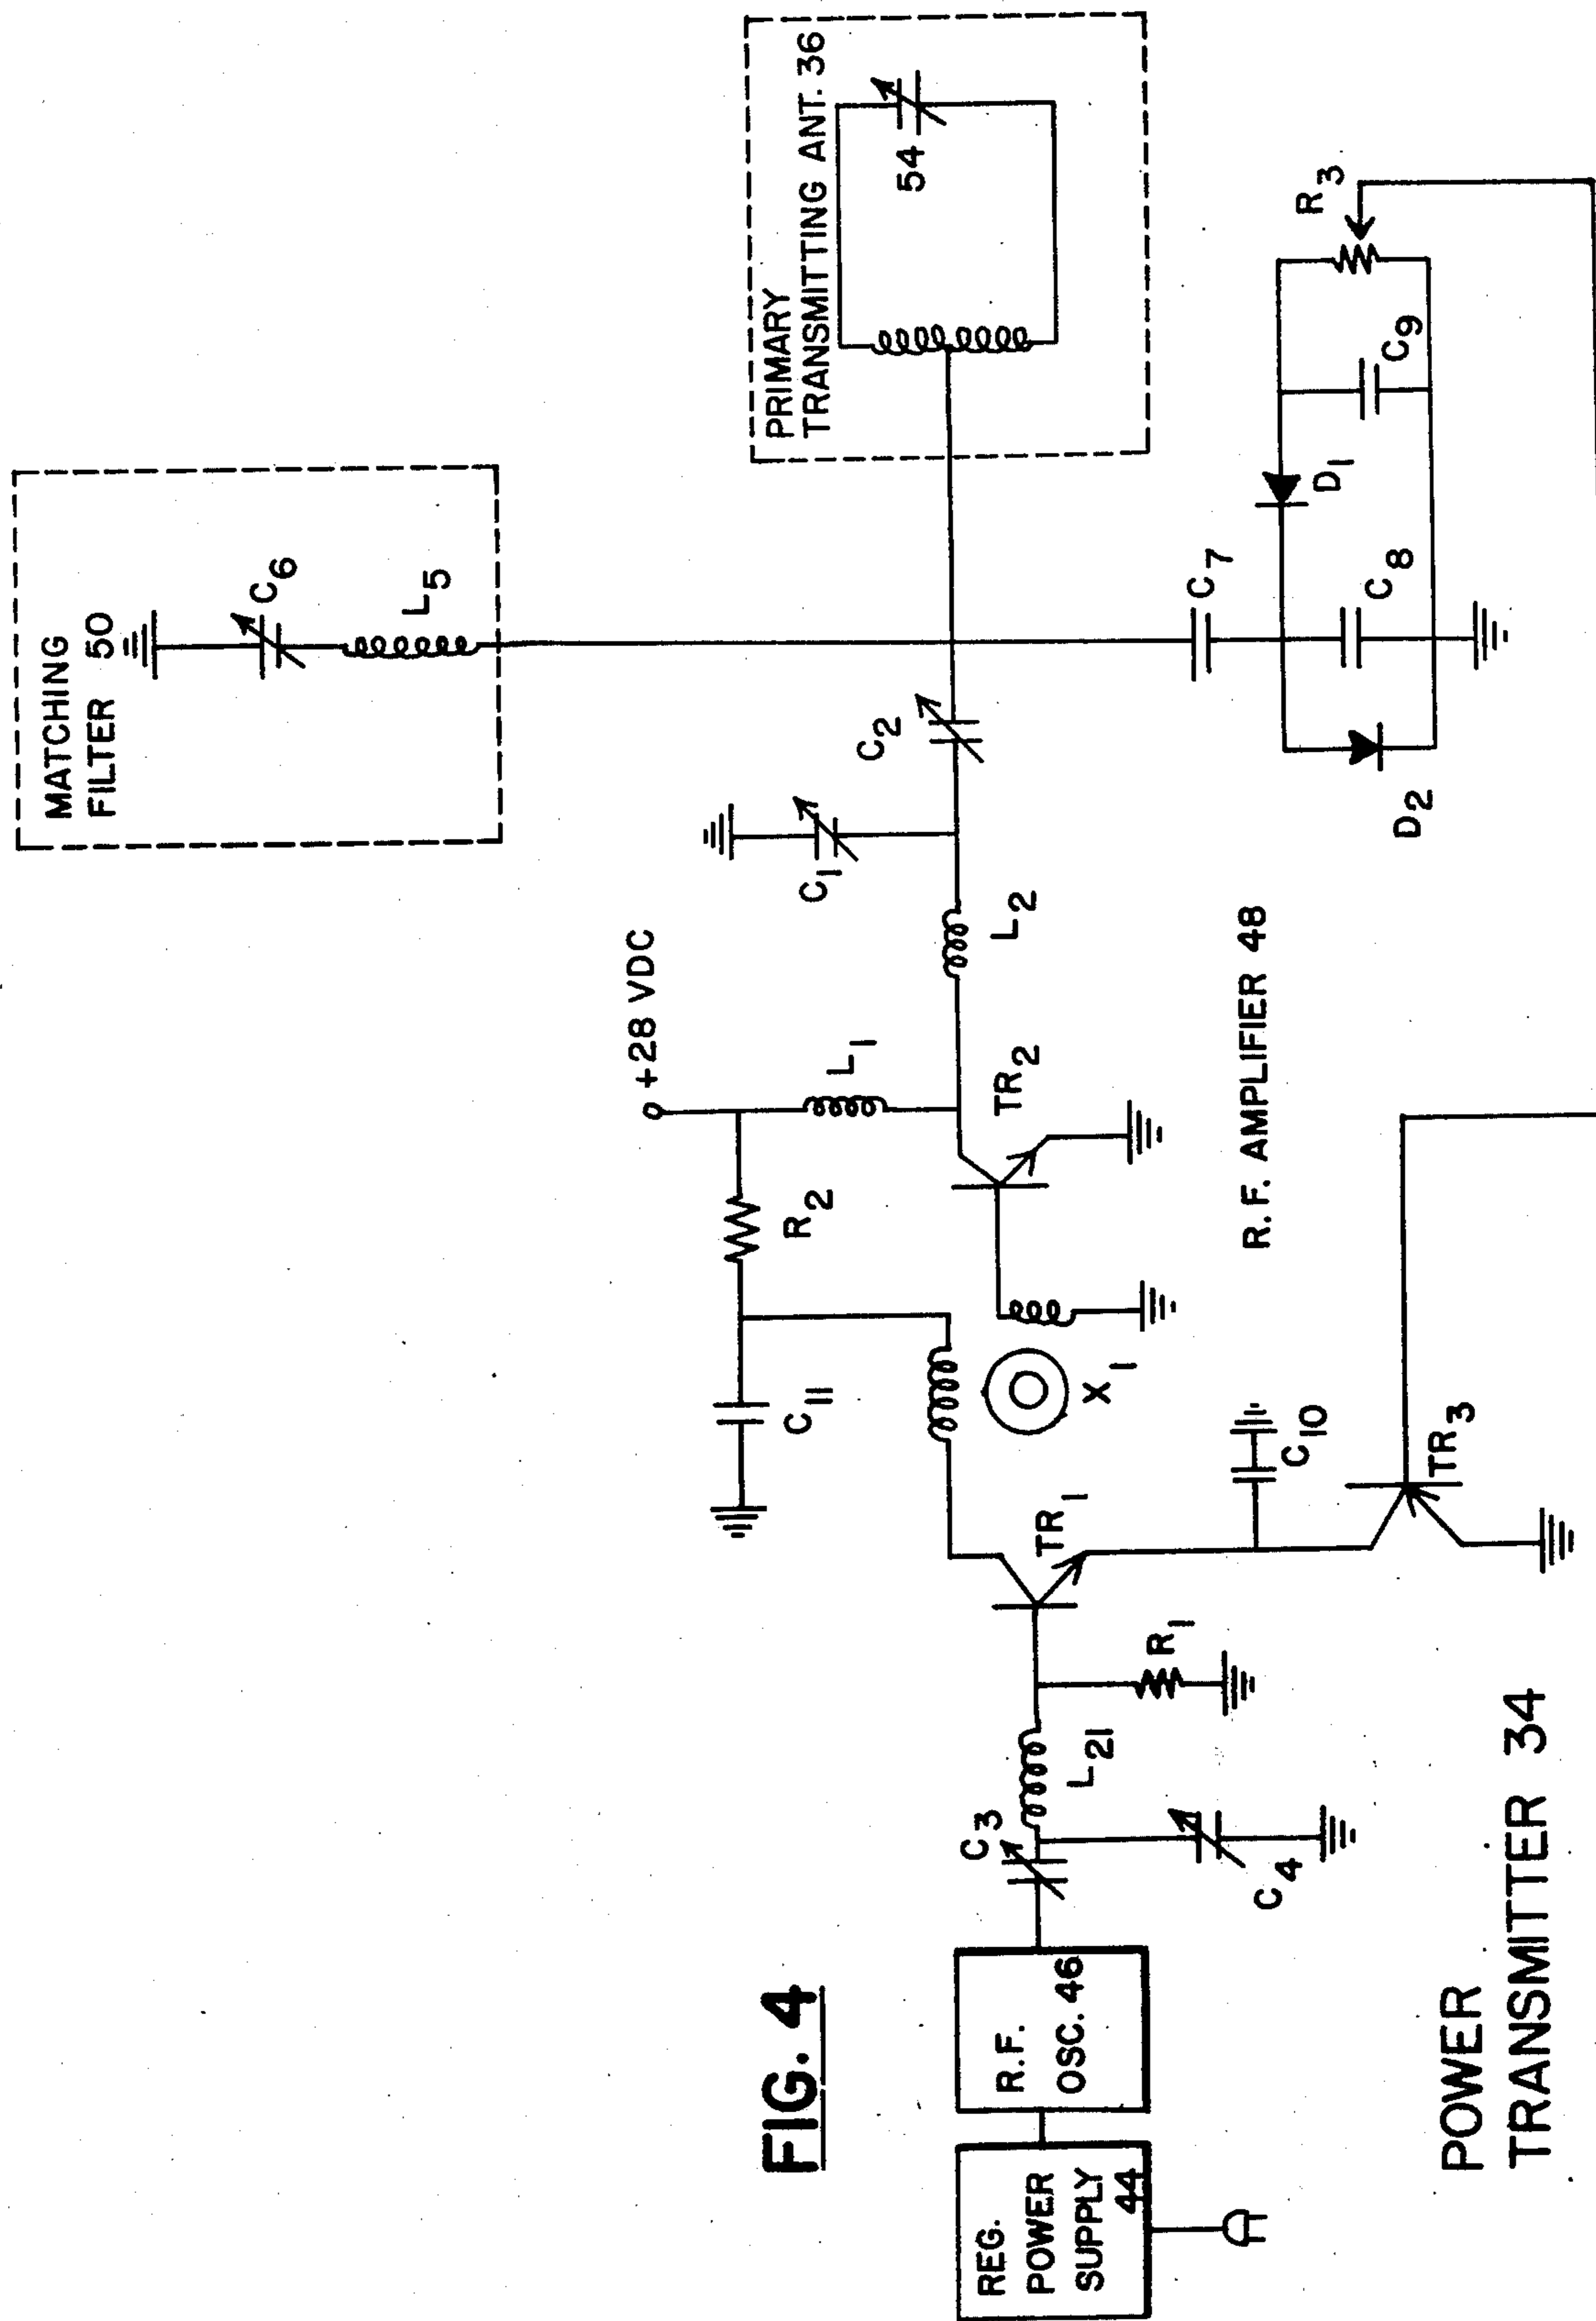 FIG. 4
POWER
TRANSMITTER 34
REG.
POWER
SUPPLY
44
R.F.
OSC. 46
C3
C4
L21
R1
TR1
C10
TR3
X1
C11
R2
+28 VDC
L1
TR2
R.F. AMPLIFIER 48
L2
C1
C2
MATCHING
FILTER 50
C6
L5
C7
C8
D2
D1
C9
R3
PRIMARY
TRANSMITTING ANT. 36
54